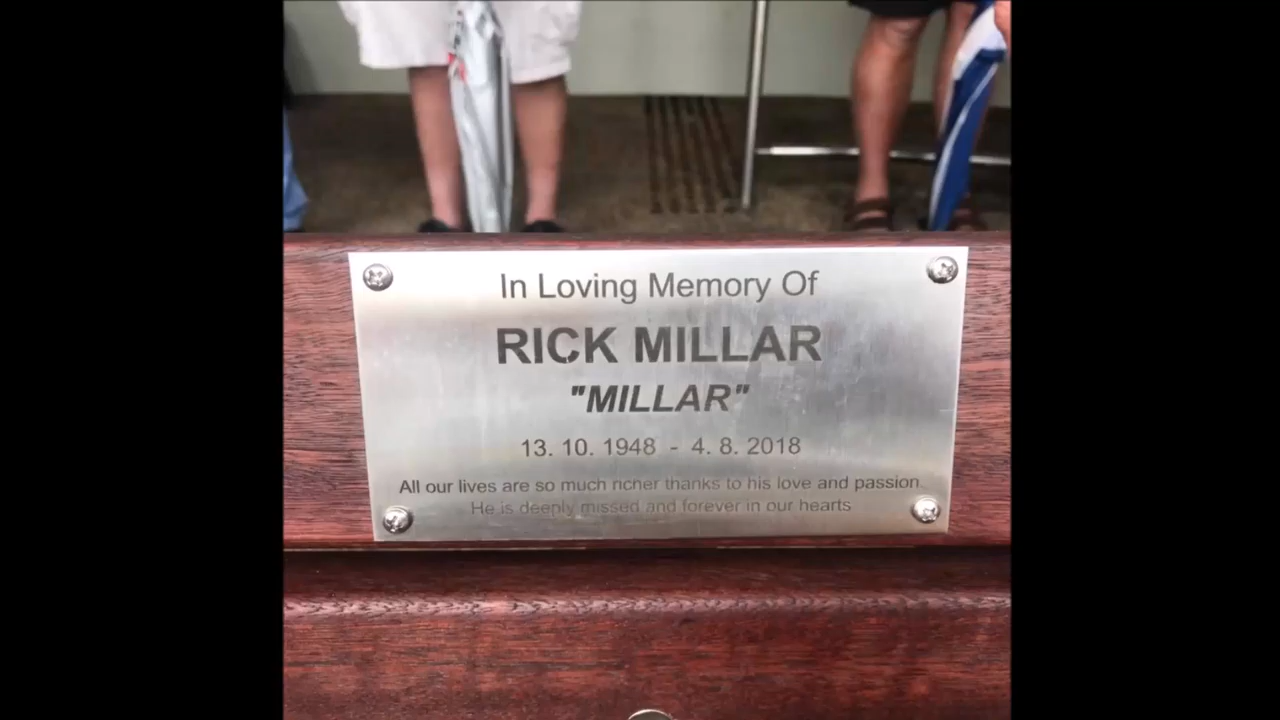 In Loving Memory Of
RICK MILLAR
"MILLAR"
13. 10. 1948 - 4. 8. 2018
All our lives are so much richer thanks to his love and passion.
He is deeply missed and forever in our hearts